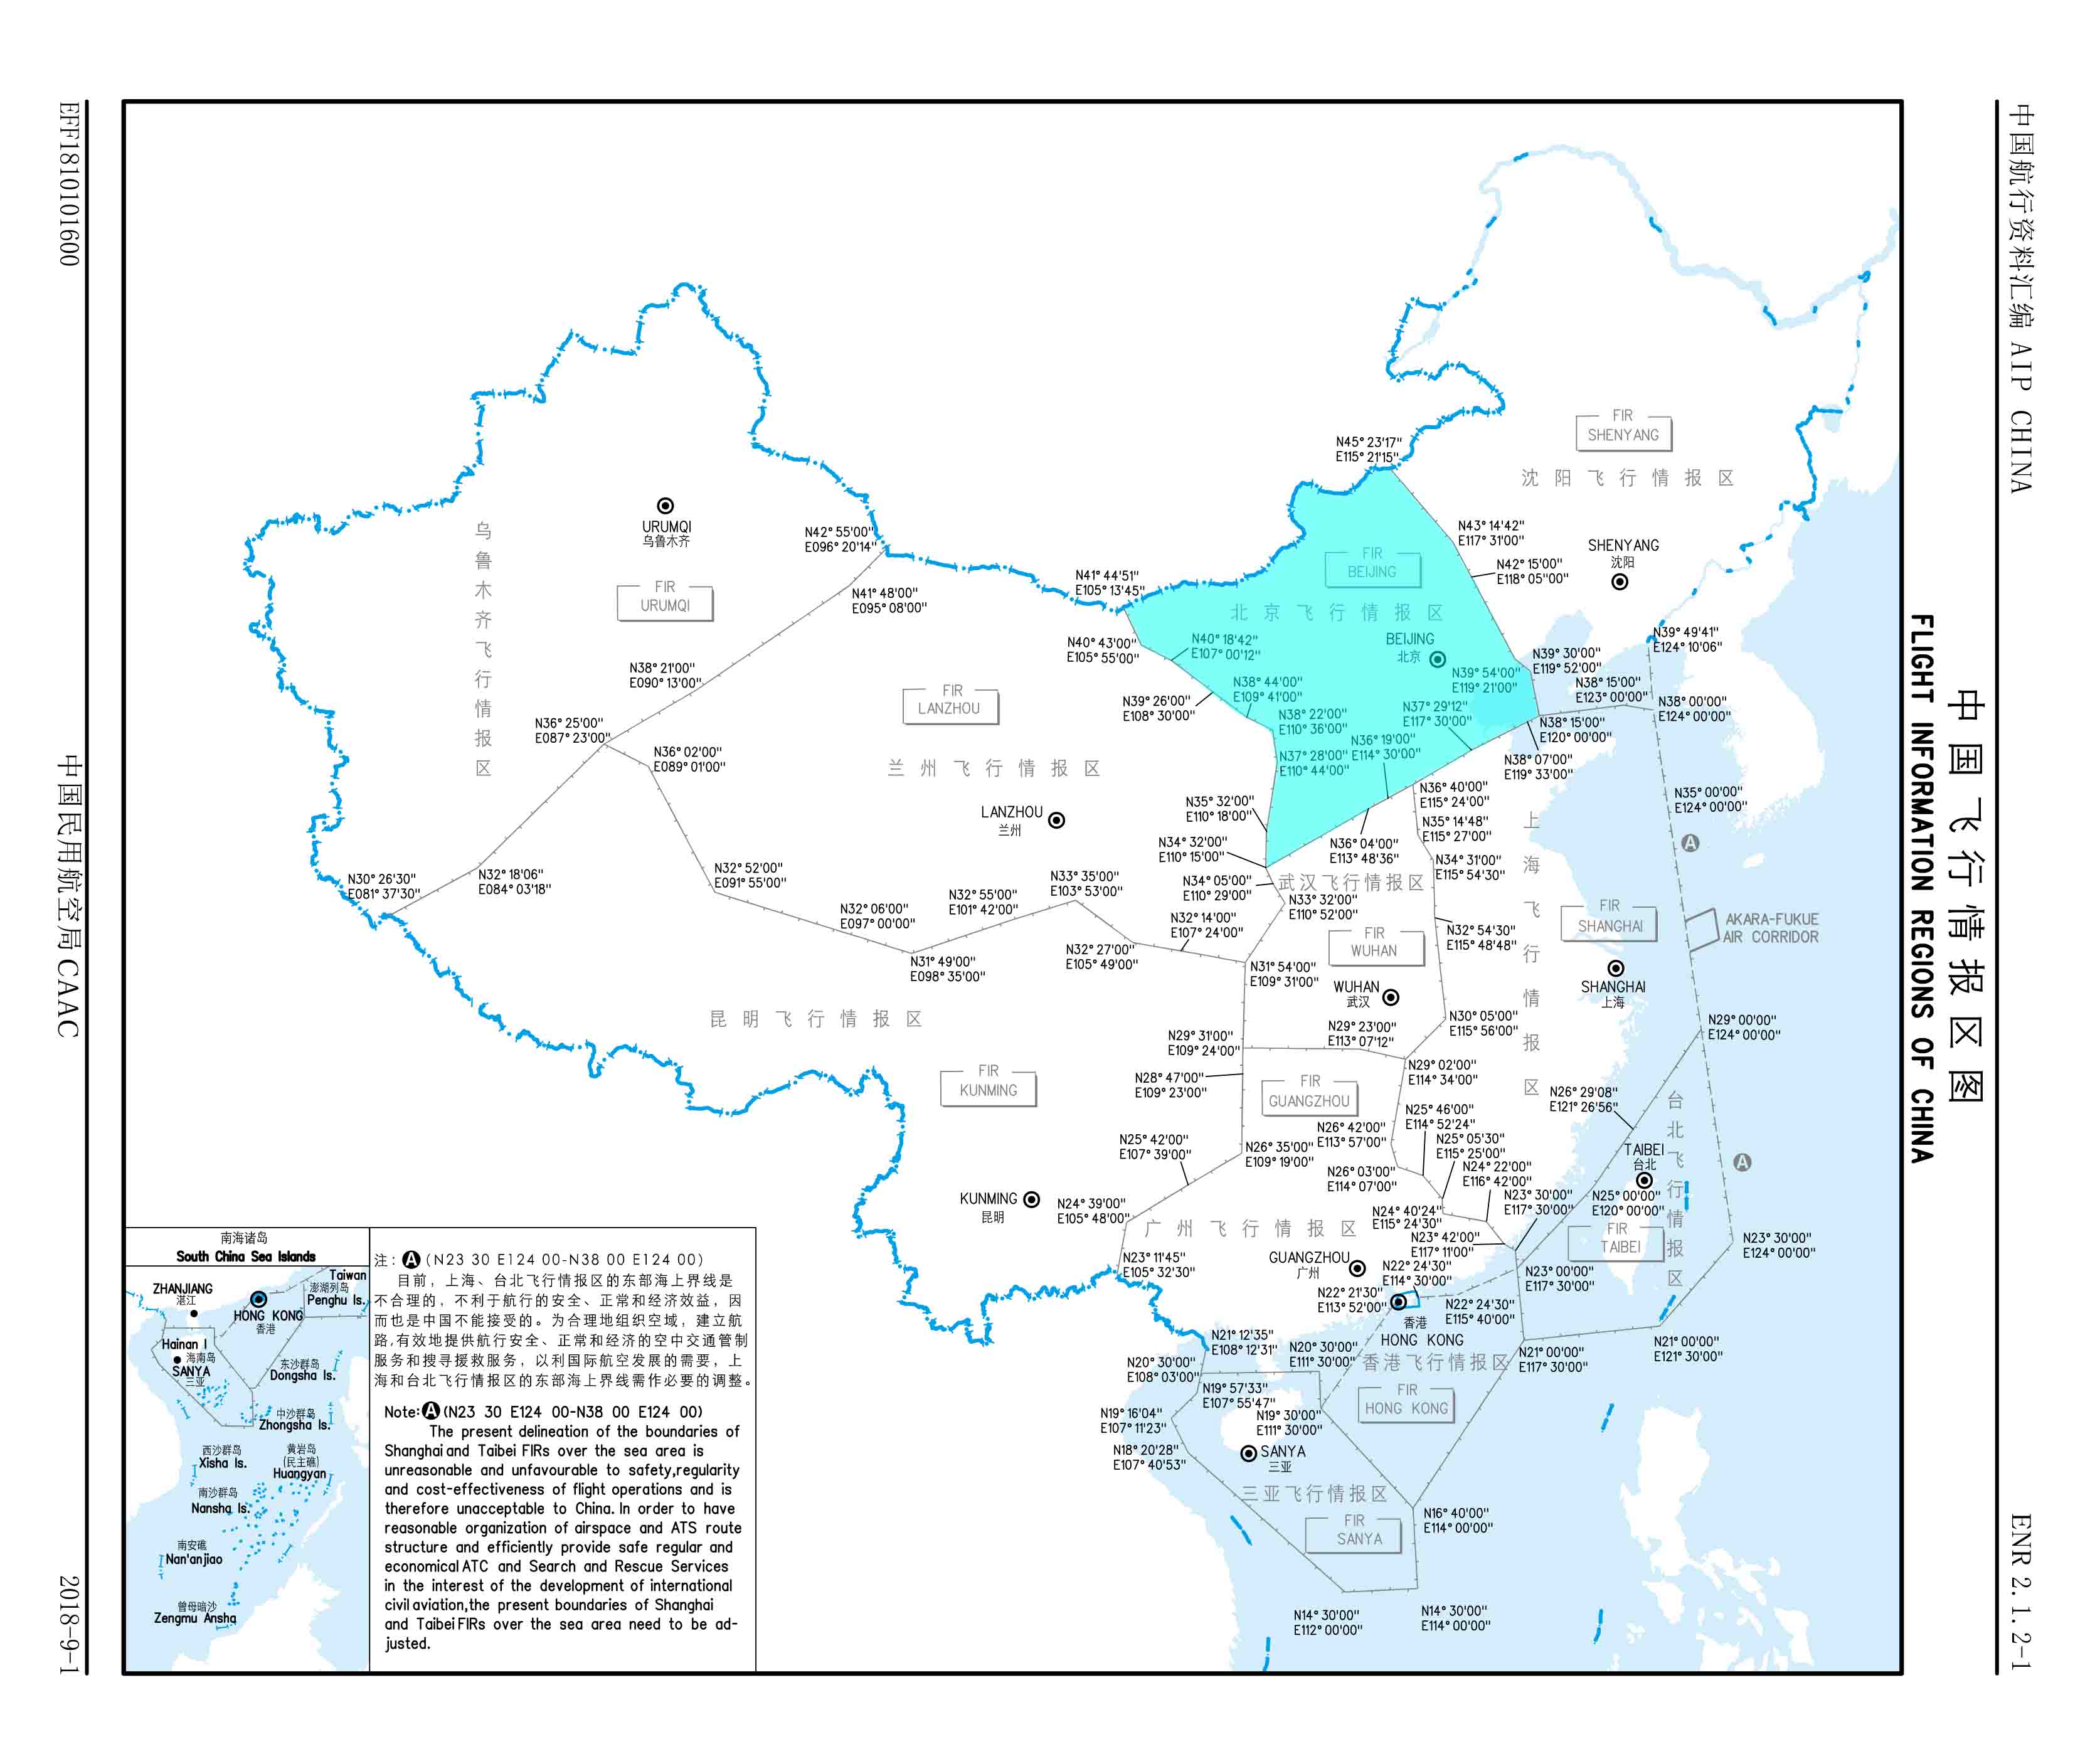 EFF1810101600
中国民用航空局CAAC
2018-9-1
中国航行资料汇编 AIP CHINA
ENR 2.1.2-1
中国飞行情报区图
FLIGHT INFORMATION REGIONS OF CHINA
N45°23'17"
E115°21'15"
FIR
SHENYANG
沈阳飞行情报区
URUMQI
乌鲁木齐
乌鲁木齐飞行情报区
N42°55'00"
E096°20'14"
N43°14'42"
E117°31'00"
SHENYANG
沈阳
N42°15'00"
E118°05'00"
FIR
BEIJING
北京飞行情报区
N41°44'51"
E105°13'45"
N41°48'00"
E095°08'00"
FIR
URUMQI
N40°43'00"
E105°55'00"
N40°18'42"
E107°00'12"
BEIJING
北京
N39°49'41"
E124°10'06"
N39°30'00"
E119°52'00"
N39°54'00"
E119°21'00"
N38°21'00"
E090°13'00"
FIR
LANZHOU
N39°26'00"
E108°30'00"
N38°44'00"
E109°41'00"
N38°15'00"
E123°00'00"
N38°00'00"
E124°00'00"
N37°29'12"
E117°30'00"
N38°22'00"
E110°36'00"
N38°15'00"
E120°00'00"
N36°25'00"
E087°23'00"
N36°02'00"
E089°01'00"
N36°19'00"
E114°30'00"
N37°28'00"
E110°44'00"
N38°07'00"
E119°33'00"
兰州飞行情报区
N36°40'00"
E115°24'00"
N35°00'00"
E124°00'00"
A
N35°32'00"
E110°18'00"
LANZHOU
兰州
N35°14'48"
E115°27'00"
上海飞行情报区
N34°32'00"
E110°15'00"
N36°04'00"
E113°48'36"
N34°31'00"
E115°54'30"
N30°26'30"
E081°37'30"
N32°18'06"
E084°03'18"
N32°52'00"
E091°55'00"
N33°35'00"
E103°53'00"
N34°05'00"
E110°29'00"
武汉飞行情报区
N32°55'00"
E101°42'00"
N33°32'00"
E110°52'00"
N32°06'00"
E097°00'00"
N32°14'00"
E107°24'00"
FIR
WUHAN
N32°54'30"
E115°48'48"
FIR
SHANGHAI
AKARA-FUKUE
AIR CORRIDOR
N31°49'00"
E098°35'00"
N32°27'00"
E105°49'00"
N31°54'00"
E109°31'00"
WUHAN
武汉
SHANGHAI
上海
昆明飞行情报区
N29°31'00"
E109°24'00"
N29°23'00"
E113°07'12"
N30°05'00"
E115°56'00"
N29°00'00"
E124°00'00"
FIR
KUNMING
N28°47'00"
E109°23'00"
FIR
GUANGZHOU
N29°02'00"
E114°34'00"
N26°29'08"
E121°26'56"
台北飞行情报区
N25°46'00"
E114°52'24"
N25°42'00"
E107°39'00"
N26°35'00"
E109°19'00"
N26°42'00"
E113°57'00"
N25°05'30"
E115°25'00"
TAIBEI
台北
A
N26°03'00"
E114°07'00"
N24°22'00"
E116°42'00"
KUNMING
昆明
N24°39'00"
E105°48'00"
N23°30'00"
E117°30'00"
N25°00'00"
E120°00'00"
广州飞行情报区
N24°40'24"
E115°24'30"
FIR
TAIBEI
N23°30'00"
E124°00'00"
N23°42'00"
E117°11'00"
N23°11'45"
E105°32'30"
GUANGZHOU
广州
N22°24'30"
E114°30'00"
N23°00'00"
E117°30'00"
N22°21'30"
E113°52'00"
N22°24'30"
E115°40'00"
香港
HONG KONG
N21°12'35"
E108°12'31"
N20°30'00"
E111°30'00"
N21°00'00"
E117°30'00"
N21°00'00"
E121°30'00"
香港飞行情报区
N20°30'00"
E108°03'00"
N19°57'33"
E107°55'47"
FIR
HONG KONG
N19°16'04"
E107°11'23"
N19°30'00"
E111°30'00"
N18°20'28"
E107°40'53"
SANYA
三亚
三亚飞行情报区
FIR
SANYA
N16°40'00"
E114°00'00"
N14°30'00"
E112°00'00"
N14°30'00"
E114°00'00"
南海诸岛
South China Sea Islands
Taiwan
ZHANJIANG
湛江
澎湖列岛
Penghu Is.
HONG KONG
香港
Hainan I
海南岛
SANYA
三亚
东沙群岛
Dongsha Is.
中沙群岛
Zhongsha Is.
西沙群岛
Xisha Is.
黄岩岛
(民主礁)
Huangyan
南沙群岛
Nansha Is.
南安礁
Nan'anjiao
曾母暗沙
Zengmu Ansha
注: A (N23 30 E124 00-N38 00 E124 00)
目前，上海、台北飞行情报区的东部海上界线是
不合理的，不利于航行的安全、正常和经济效益，因
而也是中国不能接受的。为合理地组织空域，建立航
路,有效地提供航行安全、正常和经济的空中交通管制
服务和搜寻援救服务，以利国际航空发展的需要，上
海和台北飞行情报区的东部海上界线需作必要的调整。
Note: A (N23 30 E124 00-N38 00 E124 00)
The present delineation of the boundaries of
Shanghai and Taibei FIRs over the sea area is
unreasonable and unfavourable to safety,regularity
and cost-effectiveness of flight operations and is
therefore unacceptable to China. In order to have
reasonable organization of airspace and ATS route
structure and efficiently provide safe regular and
economical ATC and Search and Rescue Services
in the interest of the development of international
civil aviation,the present boundaries of Shanghai
and Taibei FIRs over the sea area need to be ad-
justed.